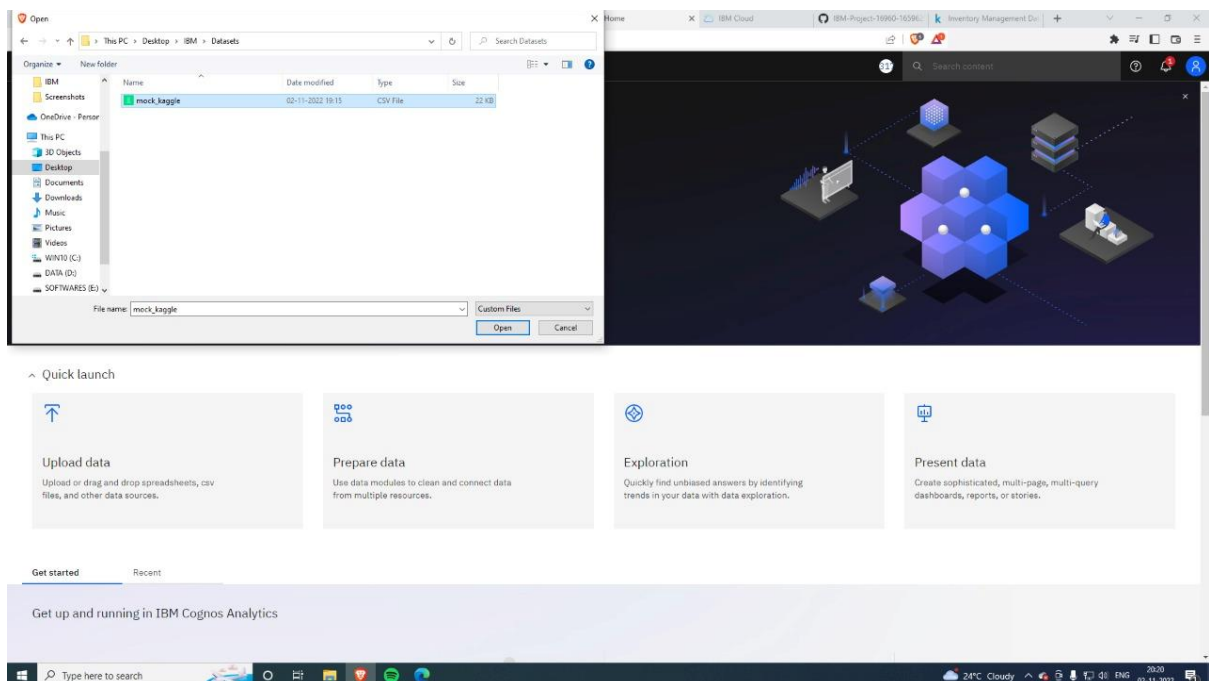 Open
Home
IBM Cloud
IBM-Project-16960-16596
Inventory Management Da
This PC > Desktop > IBM > Datasets
Search Datasets
Organize
New folder
Search content
Name
Date modified
Type
Size
IBM
Screenshots
OneDrive - Person
This PC
3D Objects
Desktop
Documents
Downloads
Music
Pictures
Videos
WIN10 (C:)
DATA (D:)
SOFTWARES (E:)
mock_kaggle
02-11-2022 19:15
CSV File
22 KB
File name:
mock_kaggle
Custom Files
Open
Cancel
Quick launch
Upload data
Upload or drag and drop spreadsheets, csv
files, and other data sources.
Prepare data
Use data modules to clean and connect data
from multiple resources.
Exploration
Quickly find unbiased answers by identifying
trends in your data with data exploration.
Present data
Create sophisticated, multi-page, multi-query
dashboards, reports, or stories.
Get started
Recent
Get up and running in IBM Cognos Analytics
Type here to search
24°C Cloudy
ENG
20:20
02-11-2022